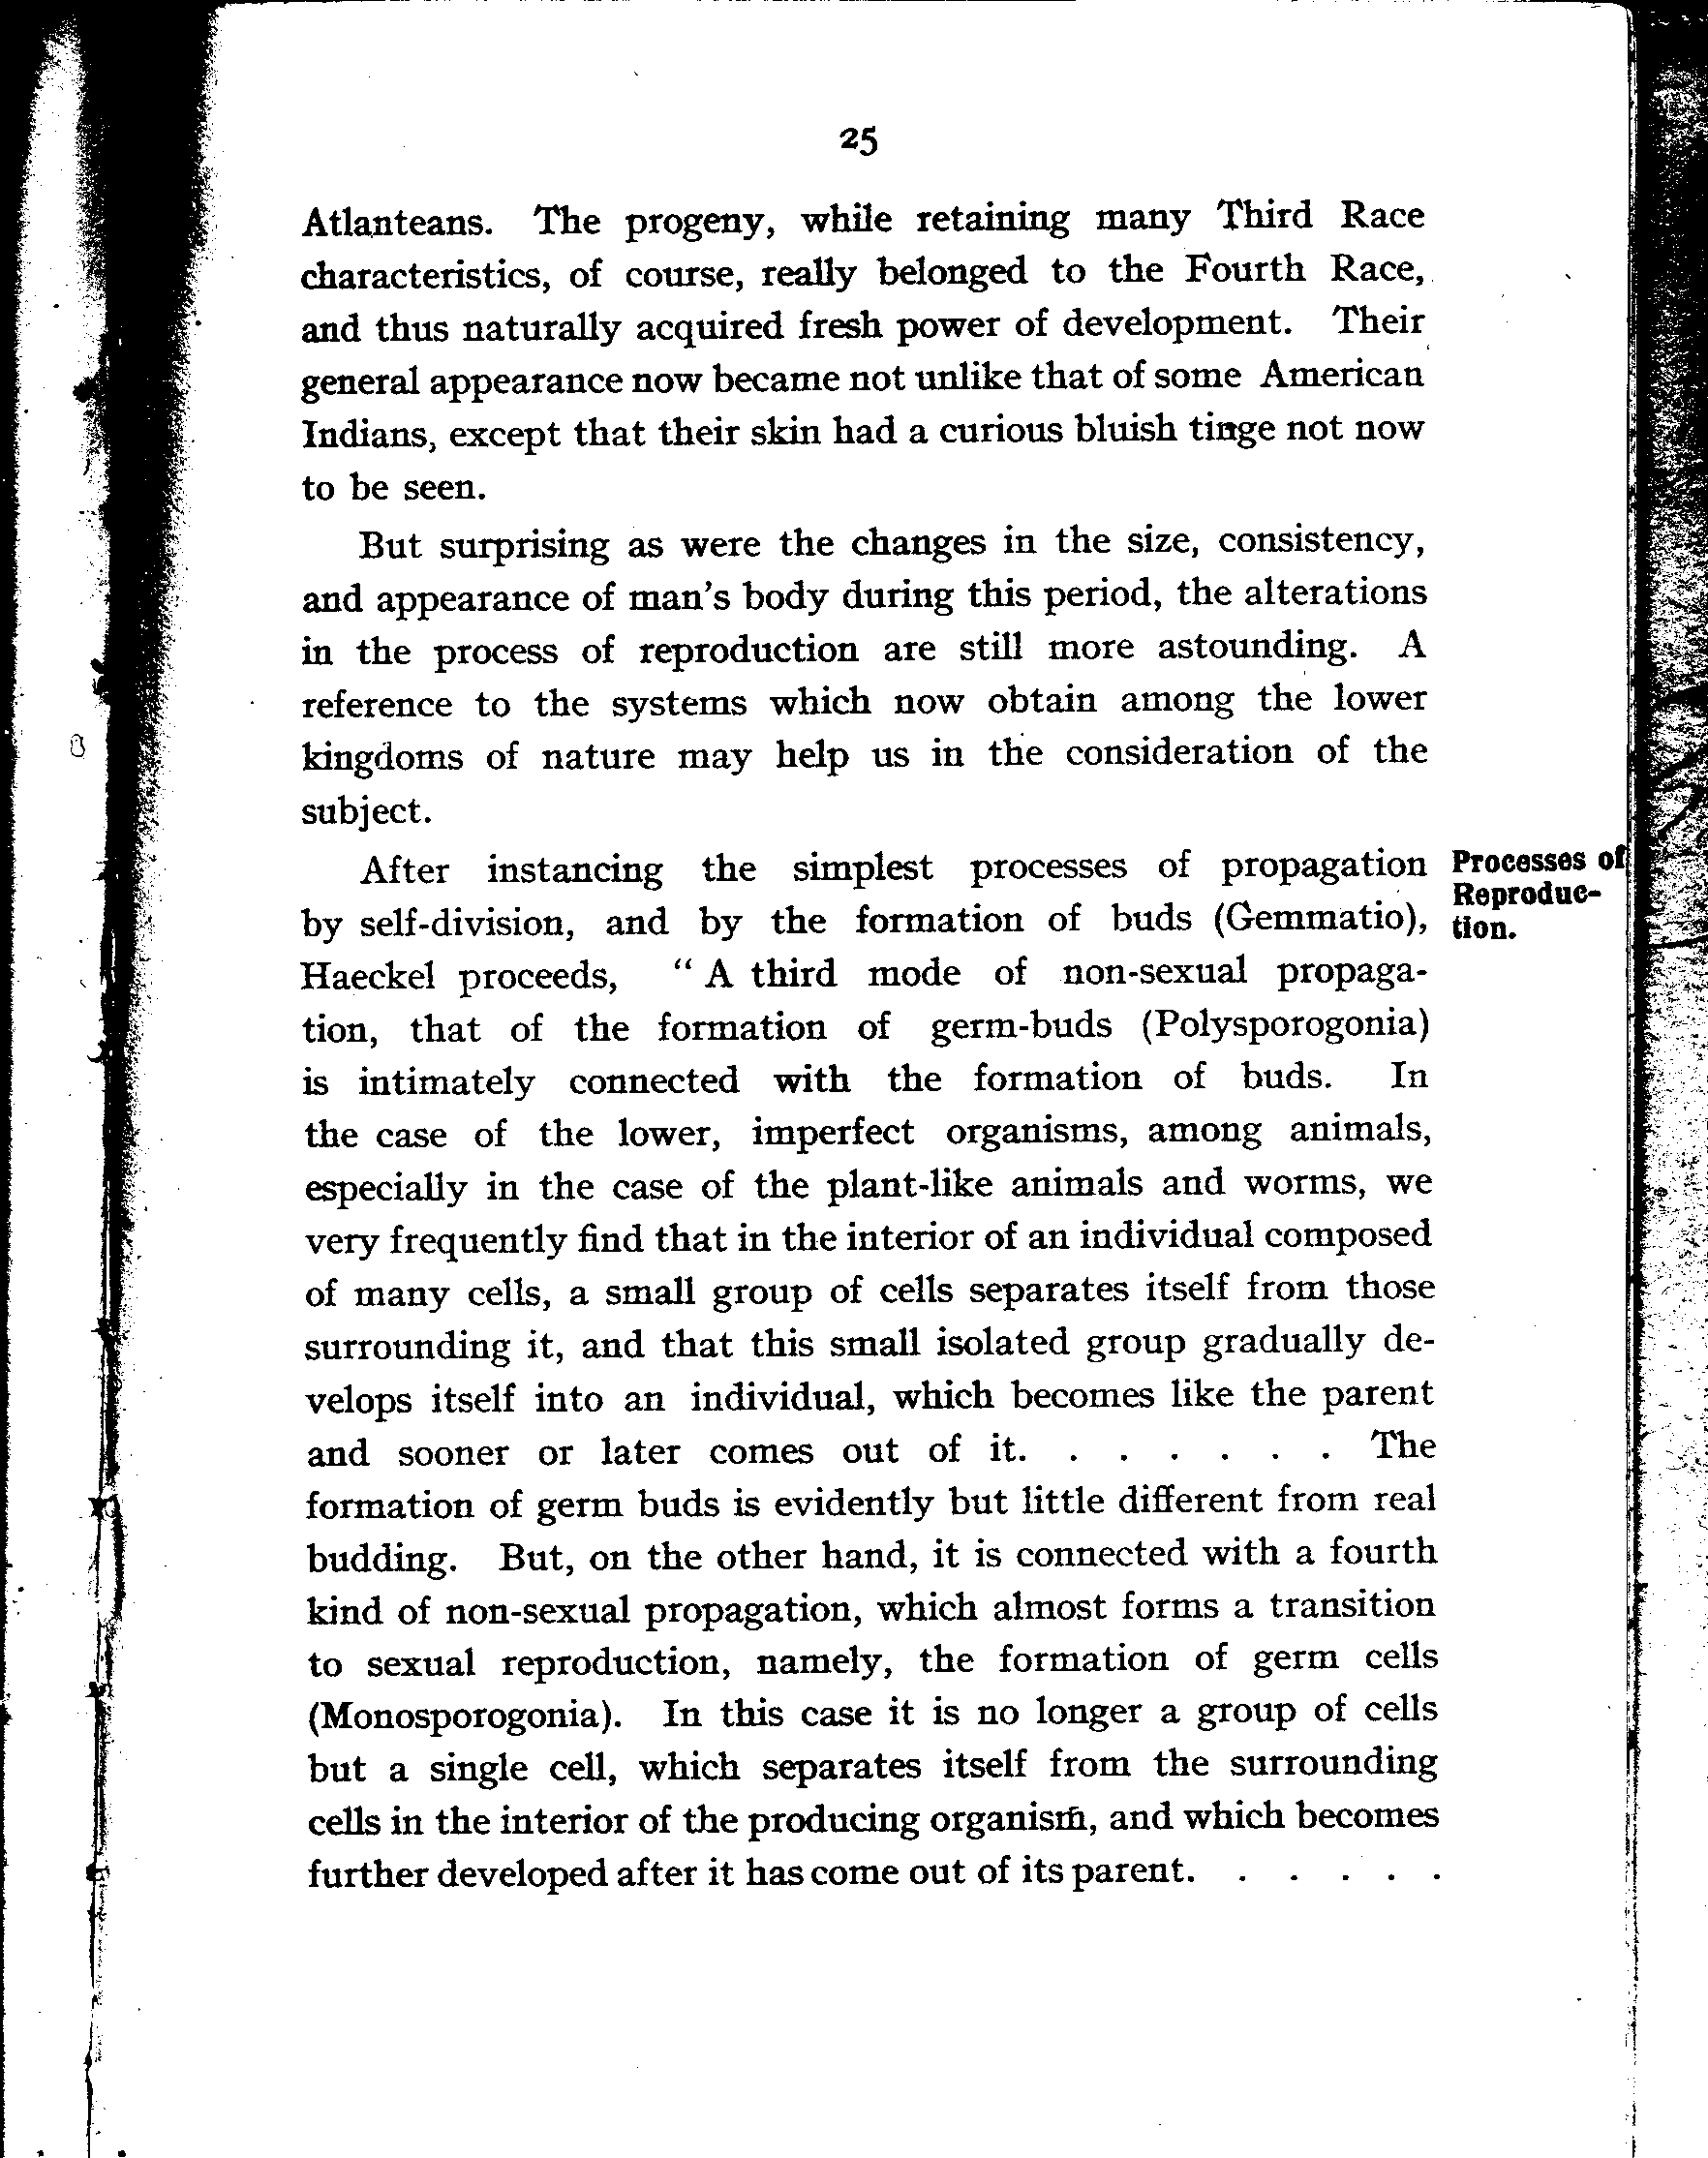 25
Atlanteans. The progeny, while retaining many Third Race
characteristics, of course, really belonged to the Fourth Race,
and thus naturally acquired fresh power of development. Their
general appearance now became not unlike that of some American
Indians, except that their skin had a curious bluish tinge not now
to be seen.
But surprising as were the changes in the size, consistency,
and appearance of man's body during this period, the alterations
in the process of reproduction are still more astounding. A
reference to the systems which now obtain among the lower
kingdoms of nature may help us in the consideration of the
subject.
After instancing the simplest processes of propagation
by self-division, and by the formation of buds (Gemmatio),
Haeckel proceeds, “ A third mode of non-sexual propaga-
tion, that of the formation of germ-buds (Polysporogonia)
is intimately connected with the formation of buds. In
the case of the lower, imperfect organisms, among animals,
especially in the case of the plant-like animals and worms, we
very frequently find that in the interior of an individual composed
of many cells, a small group of cells separates itself from those
surrounding it, and that this small isolated group gradually de-
velops itself into an individual, which becomes like the parent
and sooner or later comes out of it. . . . . . . The
formation of germ buds is evidently but little different from real
budding. But, on the other hand, it is connected with a fourth
kind of non-sexual propagation, which almost forms a transition
to sexual reproduction, namely, the formation of germ cells
(Monosporogonia). In this case it is no longer a group of cells
but a single cell, which separates itself from the surrounding
cells in the interior of the producing organism, and which becomes
further developed after it has come out of its parent. . . . . .
Processes of
Reproduc-
tion.